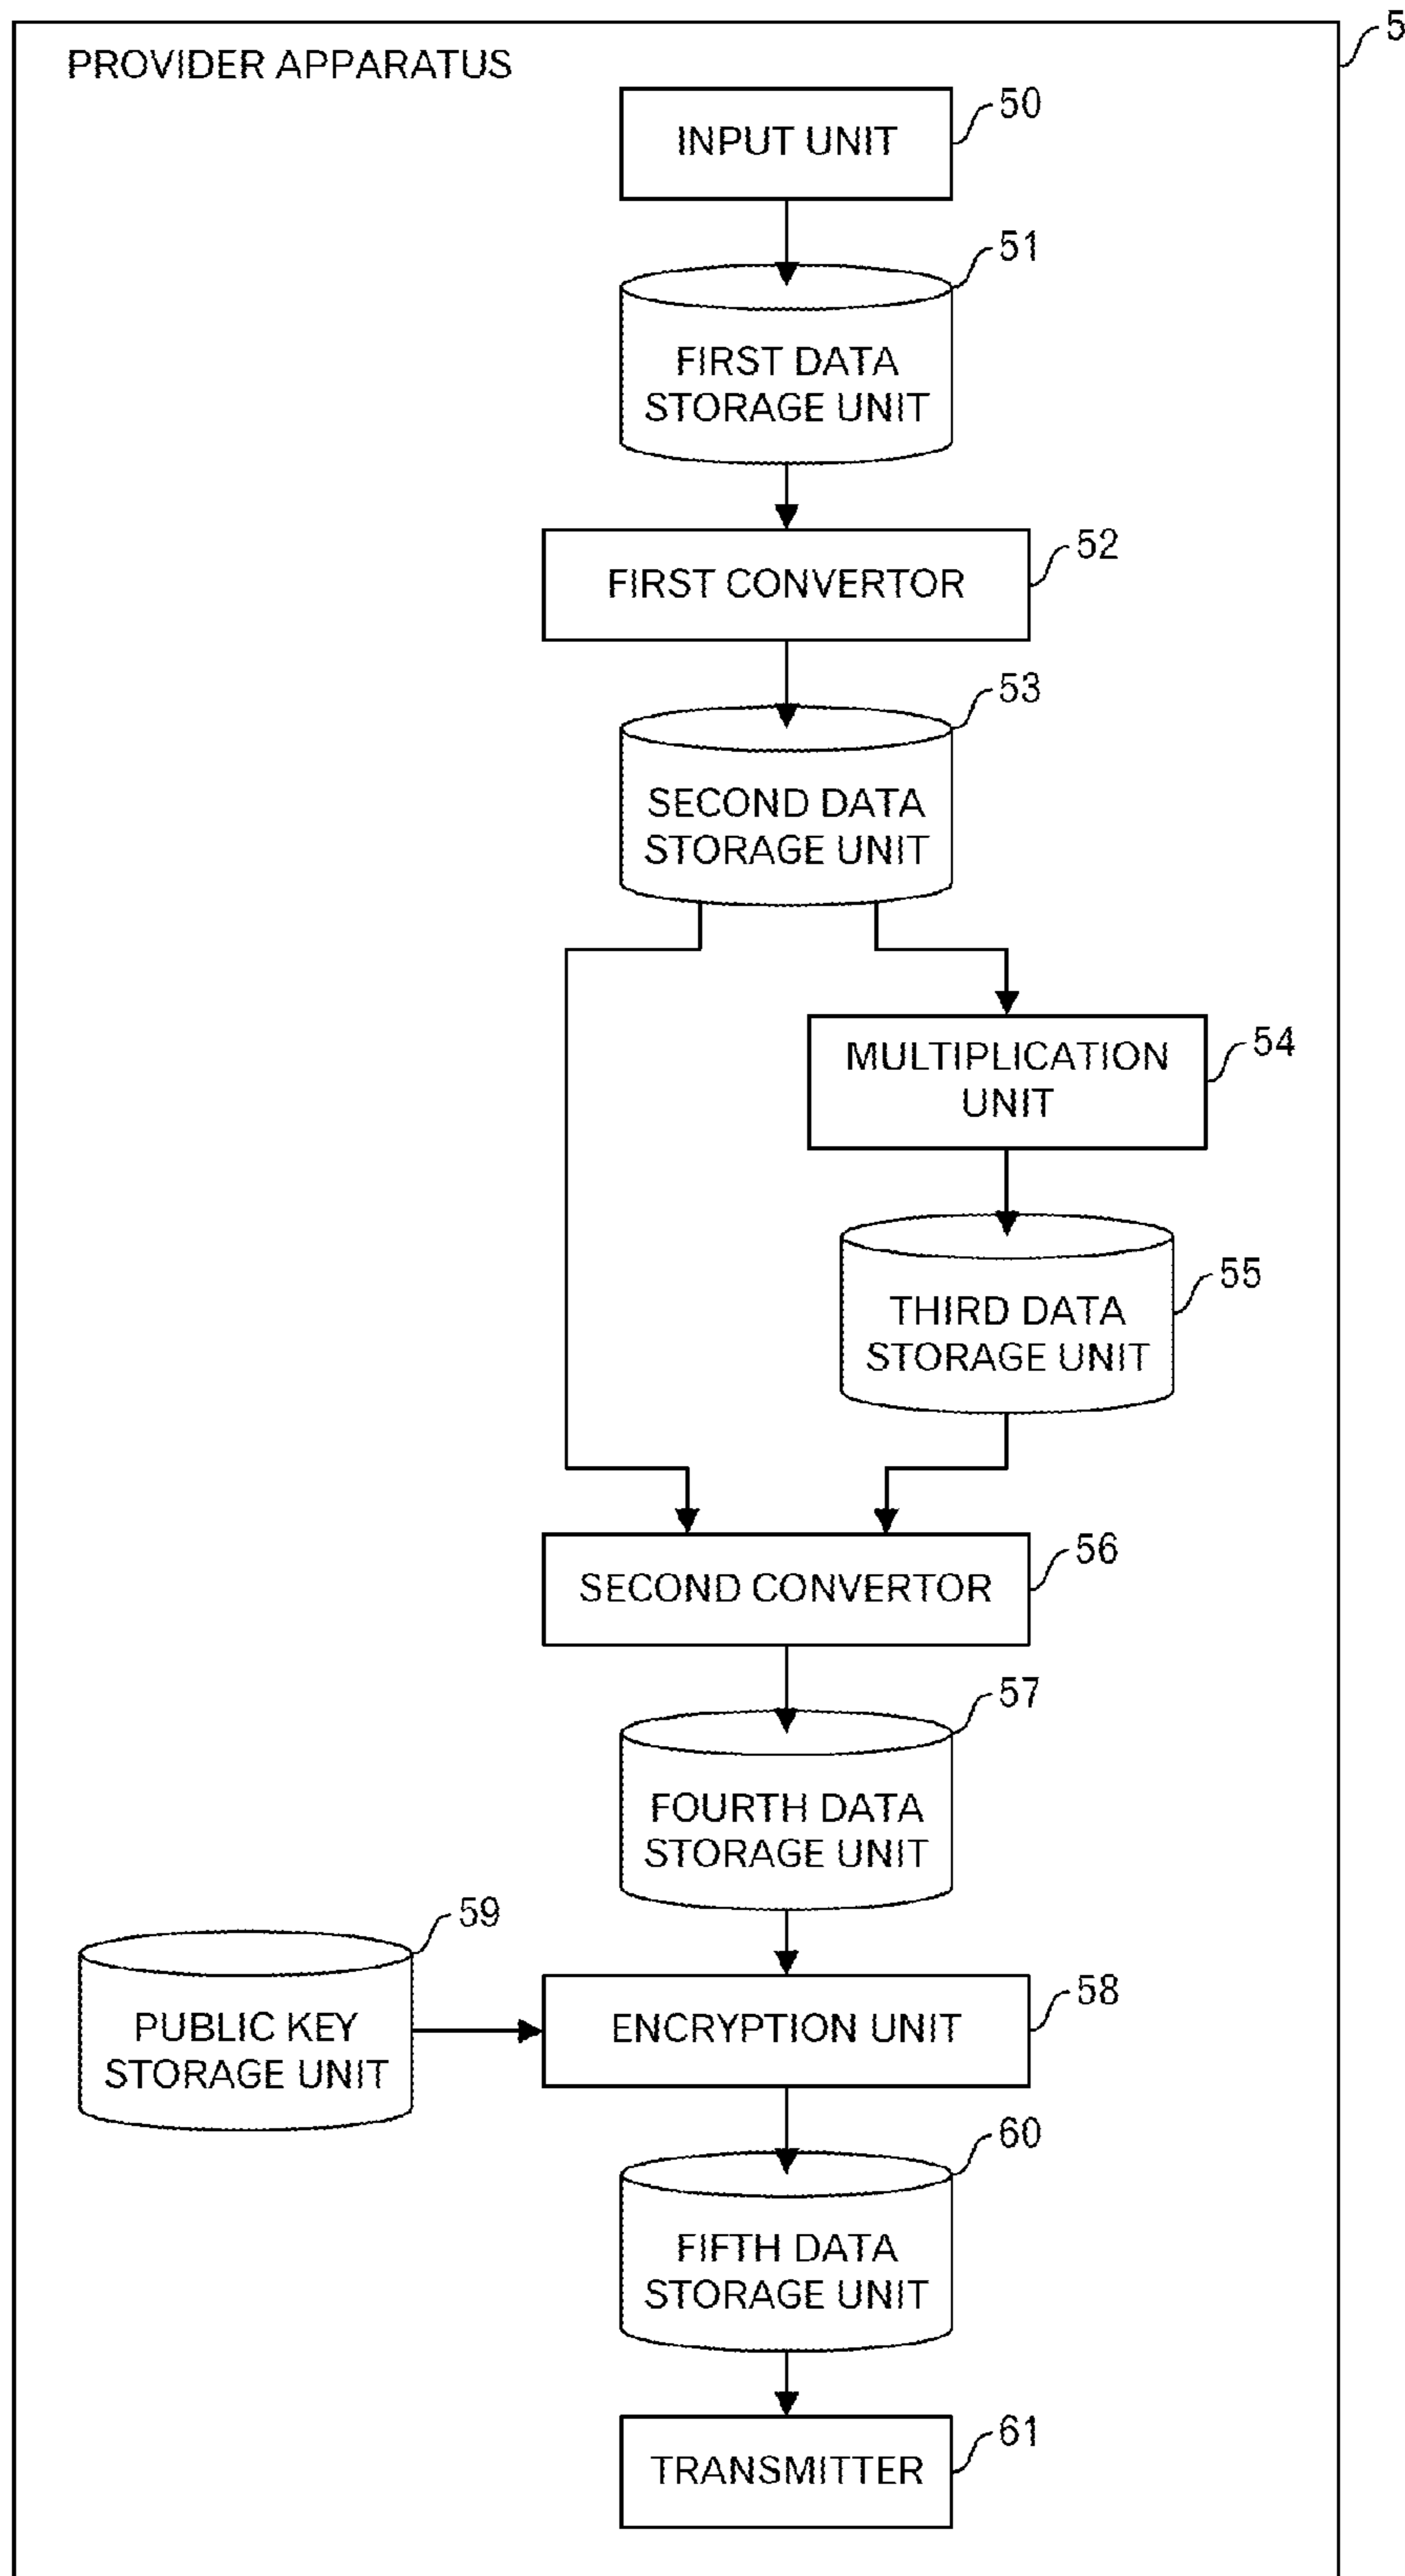 5
PROVIDER APPARATUS
50
INPUT UNIT
51
FIRST DATA
STORAGE UNIT
52
FIRST CONVERTOR
53
SECOND DATA
STORAGE UNIT
54
MULTIPLICATION
UNIT
55
THIRD DATA
STORAGE UNIT
56
SECOND CONVERTOR
57
FOURTH DATA
STORAGE UNIT
59
PUBLIC KEY
STORAGE UNIT
58
ENCRYPTION UNIT
60
FIFTH DATA
STORAGE UNIT
61
TRANSMITTER